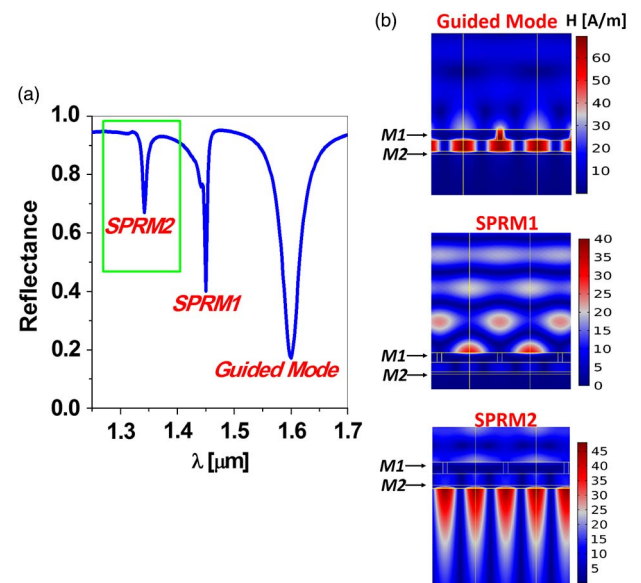 (a)
Reflectance
1.0
0.8
0.6
0.4
0.2
0.0
SPRM2
SPRM1
Guided Mode
1.3 1.4 1.5 1.6 1.7
λ [μm]
(b)
Guided Mode H [A/m]
M1
M2
60
50
40
30
20
10
SPRM1
M1
M2
40
35
30
25
20
15
10
5
0
SPRM2
M1
M2
45
40
35
30
25
20
15
10
5